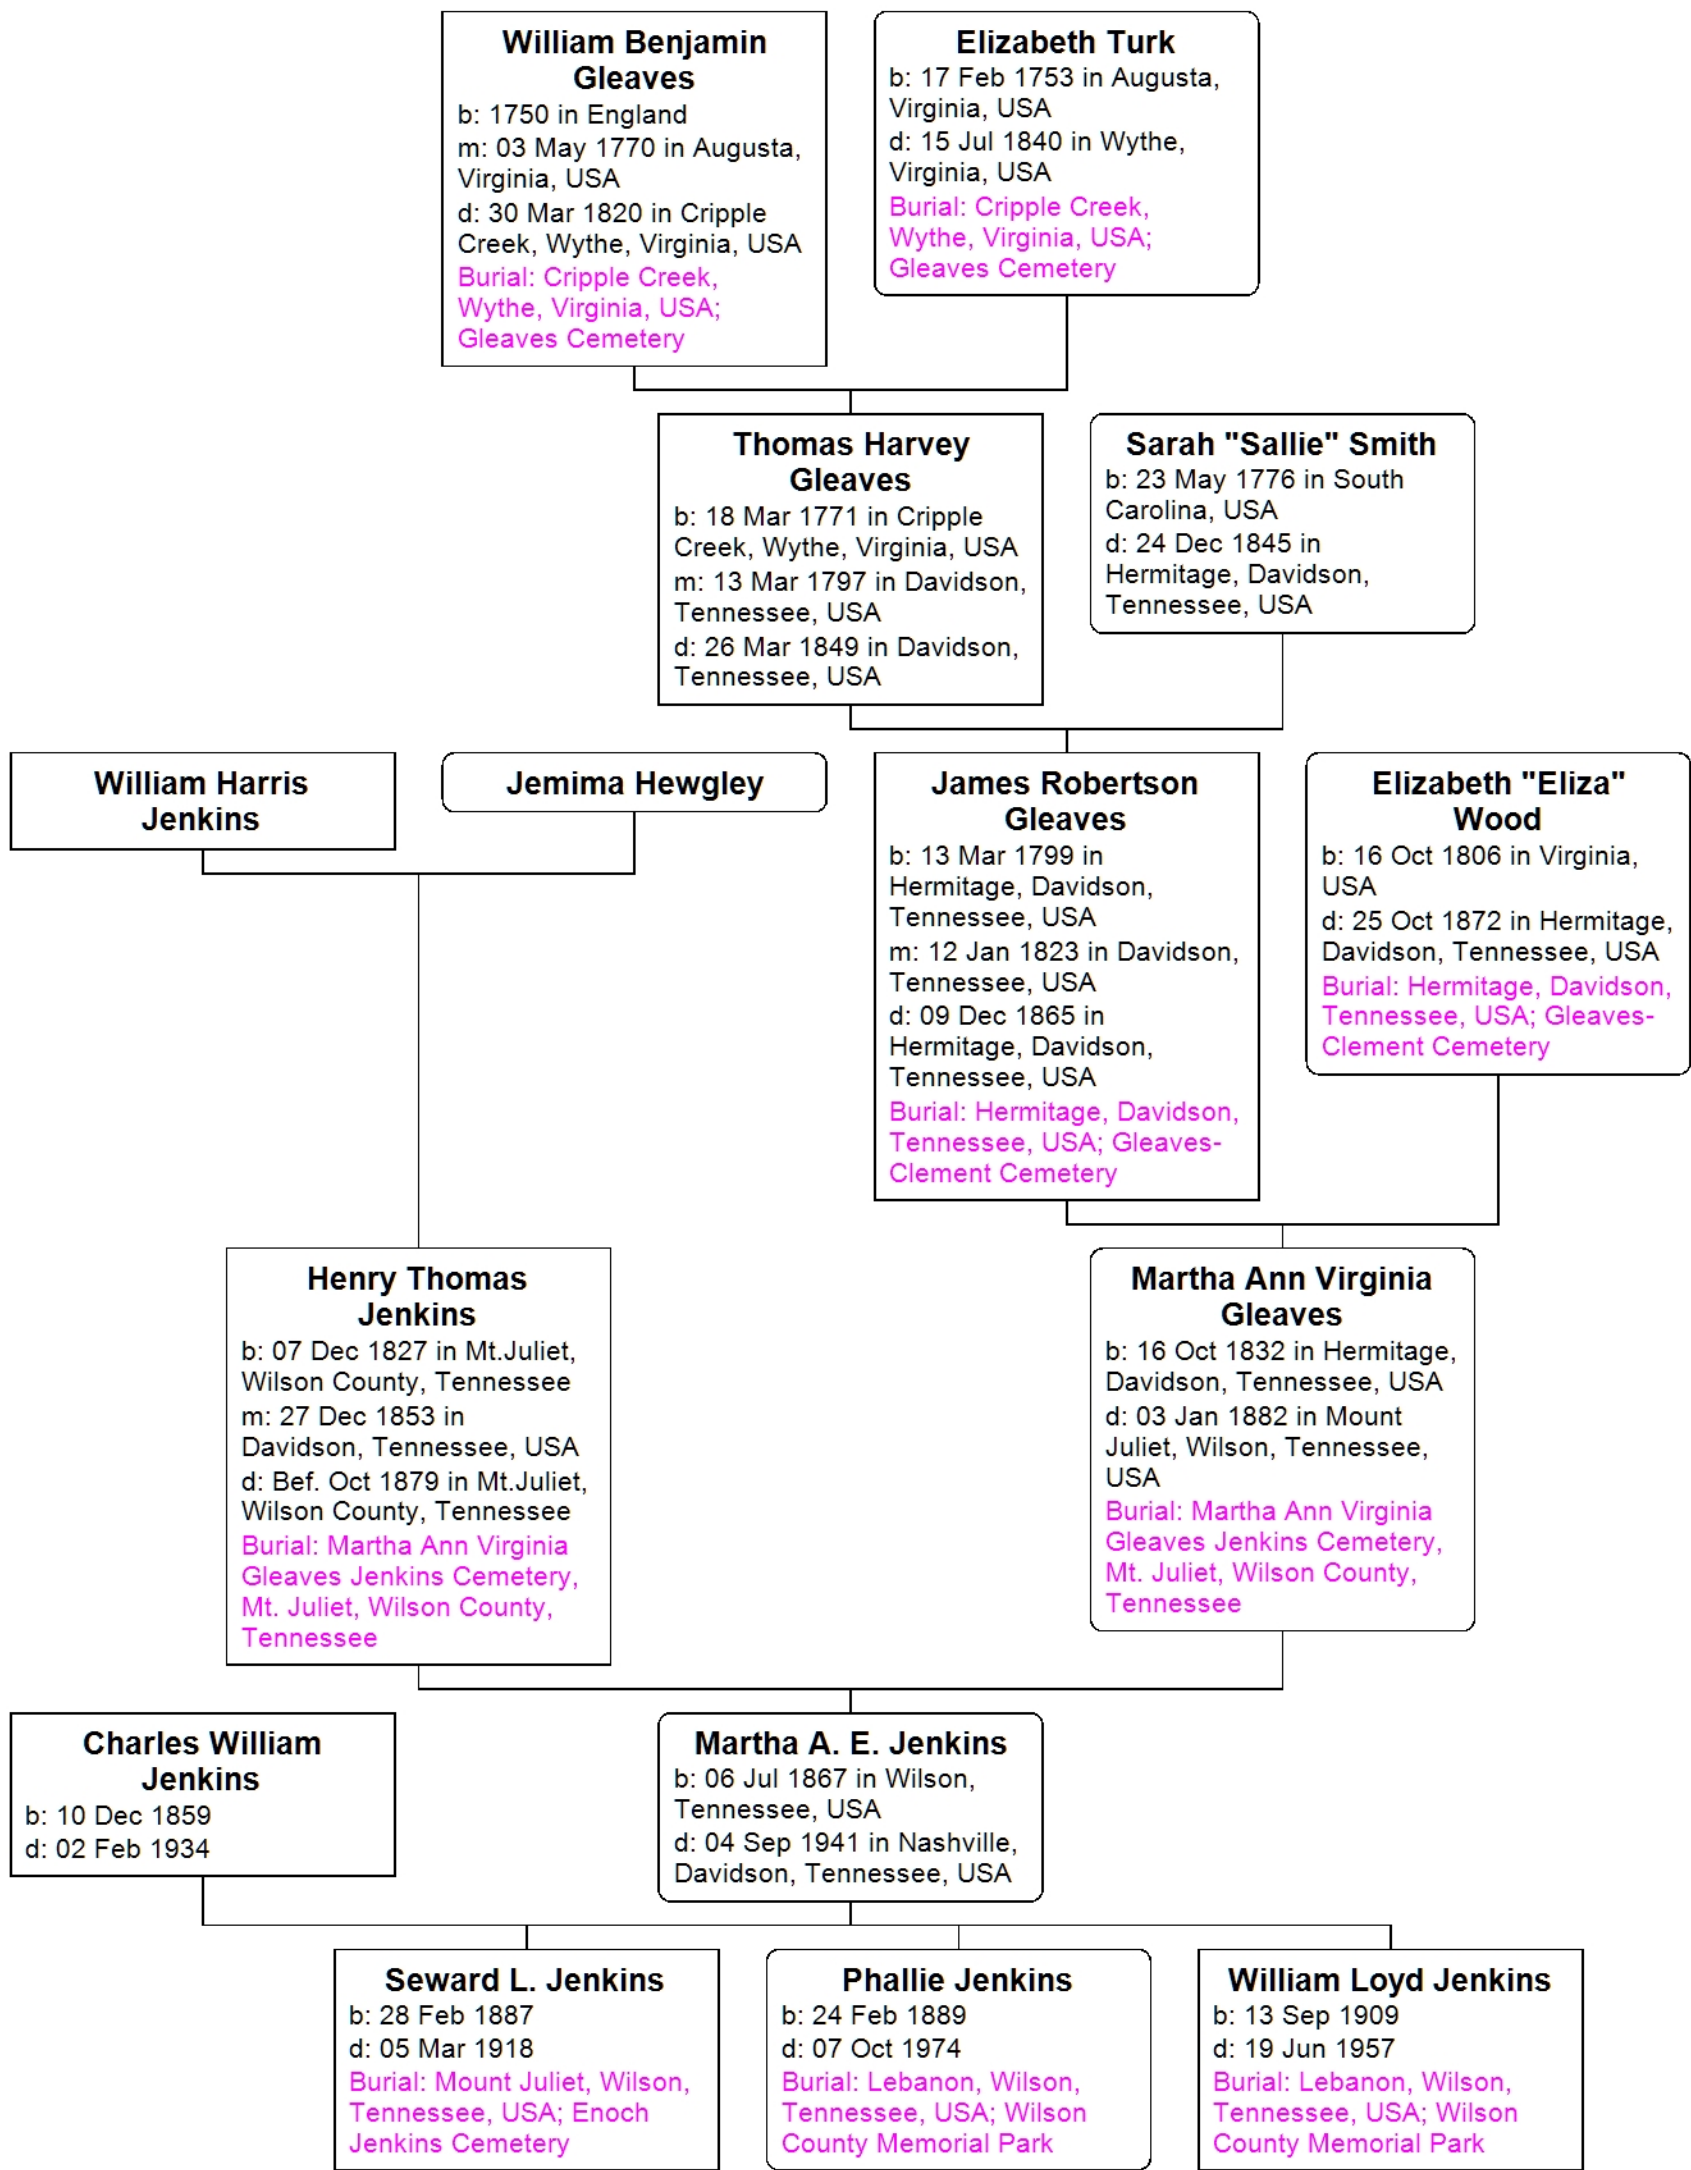 William Benjamin
Gleaves
b: 1750 in England
m: 03 May 1770 in Augusta,
Virginia, USA
d: 30 Mar 1820 in Cripple
Creek, Wythe, Virginia, USA
Burial: Cripple Creek,
Wythe, Virginia, USA;
Gleaves Cemetery
Elizabeth Turk
b: 17 Feb 1753 in Augusta,
Virginia, USA
d: 15 Jul 1840 in Wythe,
Virginia, USA
Burial: Cripple Creek,
Wythe, Virginia, USA;
Gleaves Cemetery
Thomas Harvey
Gleaves
b: 18 Mar 1771 in Cripple
Creek, Wythe, Virginia, USA
m: 13 Mar 1797 in Davidson,
Tennessee, USA
d: 26 Mar 1849 in Davidson,
Tennessee, USA
Sarah "Sallie" Smith
b: 23 May 1776 in South
Carolina, USA
d: 24 Dec 1845 in
Hermitage, Davidson,
Tennessee, USA
William Harris
Jenkins
Jemima Hewgley
James Robertson
Gleaves
b: 13 Mar 1799 in
Hermitage, Davidson,
Tennessee, USA
m: 12 Jan 1823 in Davidson,
Tennessee, USA
d: 09 Dec 1865 in
Hermitage, Davidson,
Tennessee, USA
Burial: Hermitage, Davidson,
Tennessee, USA; Gleaves-
Clement Cemetery
Elizabeth "Eliza"
Wood
b: 16 Oct 1806 in Virginia,
USA
d: 25 Oct 1872 in Hermitage,
Davidson, Tennessee, USA
Burial: Hermitage, Davidson,
Tennessee, USA; Gleaves-
Clement Cemetery
Henry Thomas
Jenkins
b: 07 Dec 1827 in Mt.Juliet,
Wilson County, Tennessee
m: 27 Dec 1853 in
Davidson, Tennessee, USA
d: Bef. Oct 1879 in Mt.Juliet,
Wilson County, Tennessee
Burial: Martha Ann Virginia
Gleaves Jenkins Cemetery,
Mt. Juliet, Wilson County,
Tennessee
Martha Ann Virginia
Gleaves
b: 16 Oct 1832 in Hermitage,
Davidson, Tennessee, USA
d: 03 Jan 1882 in Mount
Juliet, Wilson, Tennessee,
USA
Burial: Martha Ann Virginia
Gleaves Jenkins Cemetery,
Mt. Juliet, Wilson County,
Tennessee
Charles William
Jenkins
b: 10 Dec 1859
d: 02 Feb 1934
Martha A. E. Jenkins
b: 06 Jul 1867 in Wilson,
Tennessee, USA
d: 04 Sep 1941 in Nashville,
Davidson, Tennessee, USA
Seward L. Jenkins
b: 28 Feb 1887
d: 05 Mar 1918
Burial: Mount Juliet, Wilson,
Tennessee, USA; Enoch
Jenkins Cemetery
Phallie Jenkins
b: 24 Feb 1889
d: 07 Oct 1974
Burial: Lebanon, Wilson,
Tennessee, USA; Wilson
County Memorial Park
William Loyd Jenkins
b: 13 Sep 1909
d: 19 Jun 1957
Burial: Lebanon, Wilson,
Tennessee, USA; Wilson
County Memorial Park